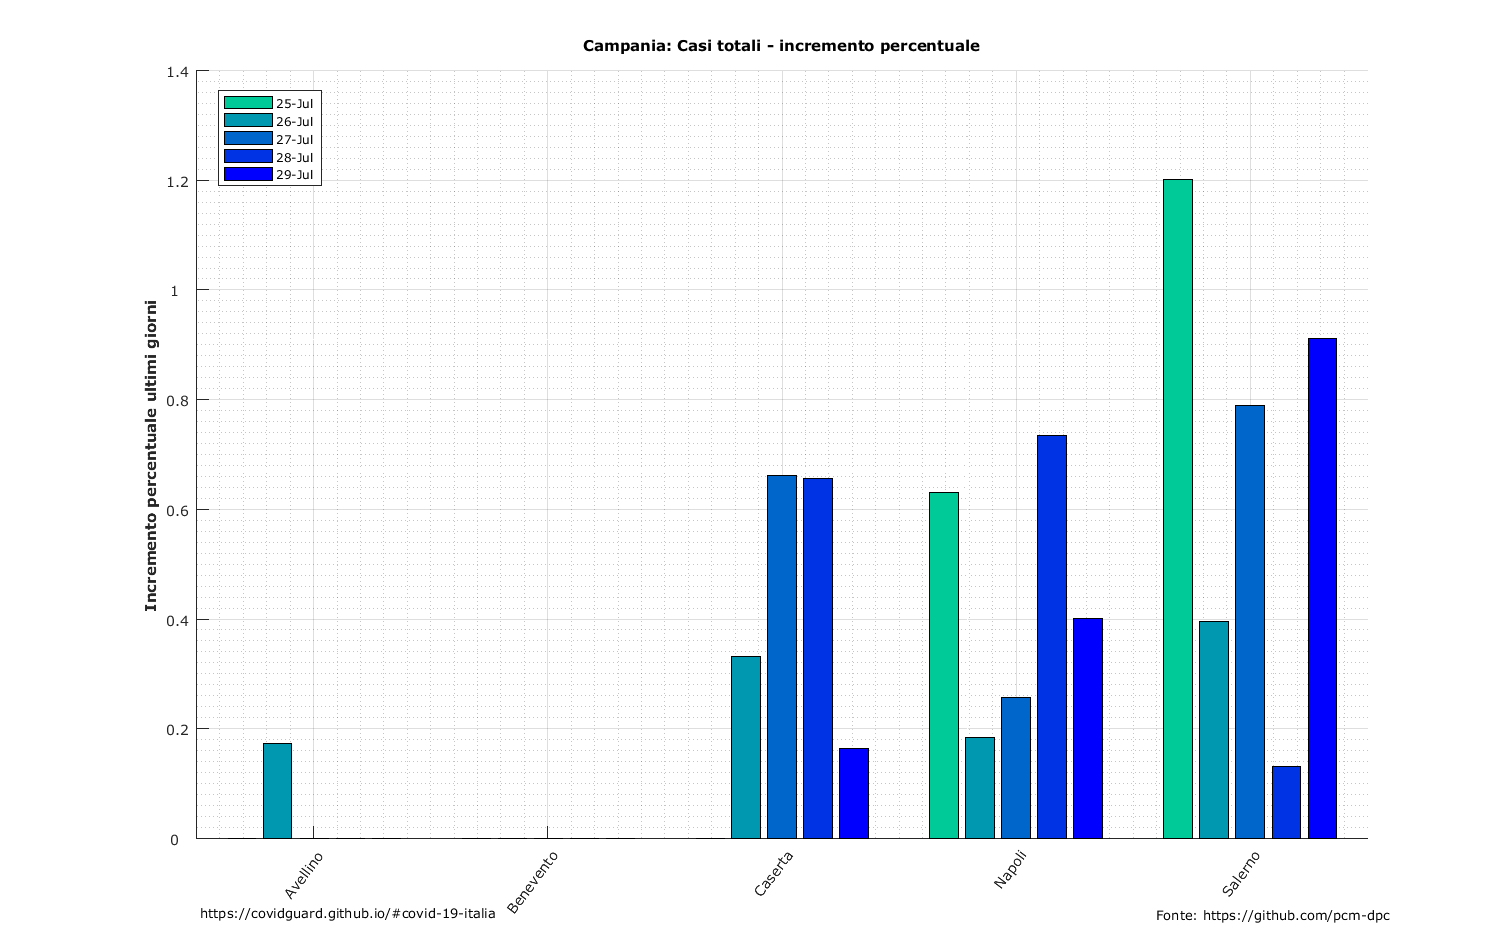 Campania: Casi totali - incremento percentuale
1.4
1.2
1
0.8
0.6
0.4
0.2
0
Incremento percentuale ultimi giorni
25-Jul
26-Jul
27-Jul
28-Jul
29-Jul
Avellino
Benevento
Caserta
Napoli
Salerno
https://covidguard.github.io/#covid-19-italia
Fonte: https://github.com/pcm-dpc